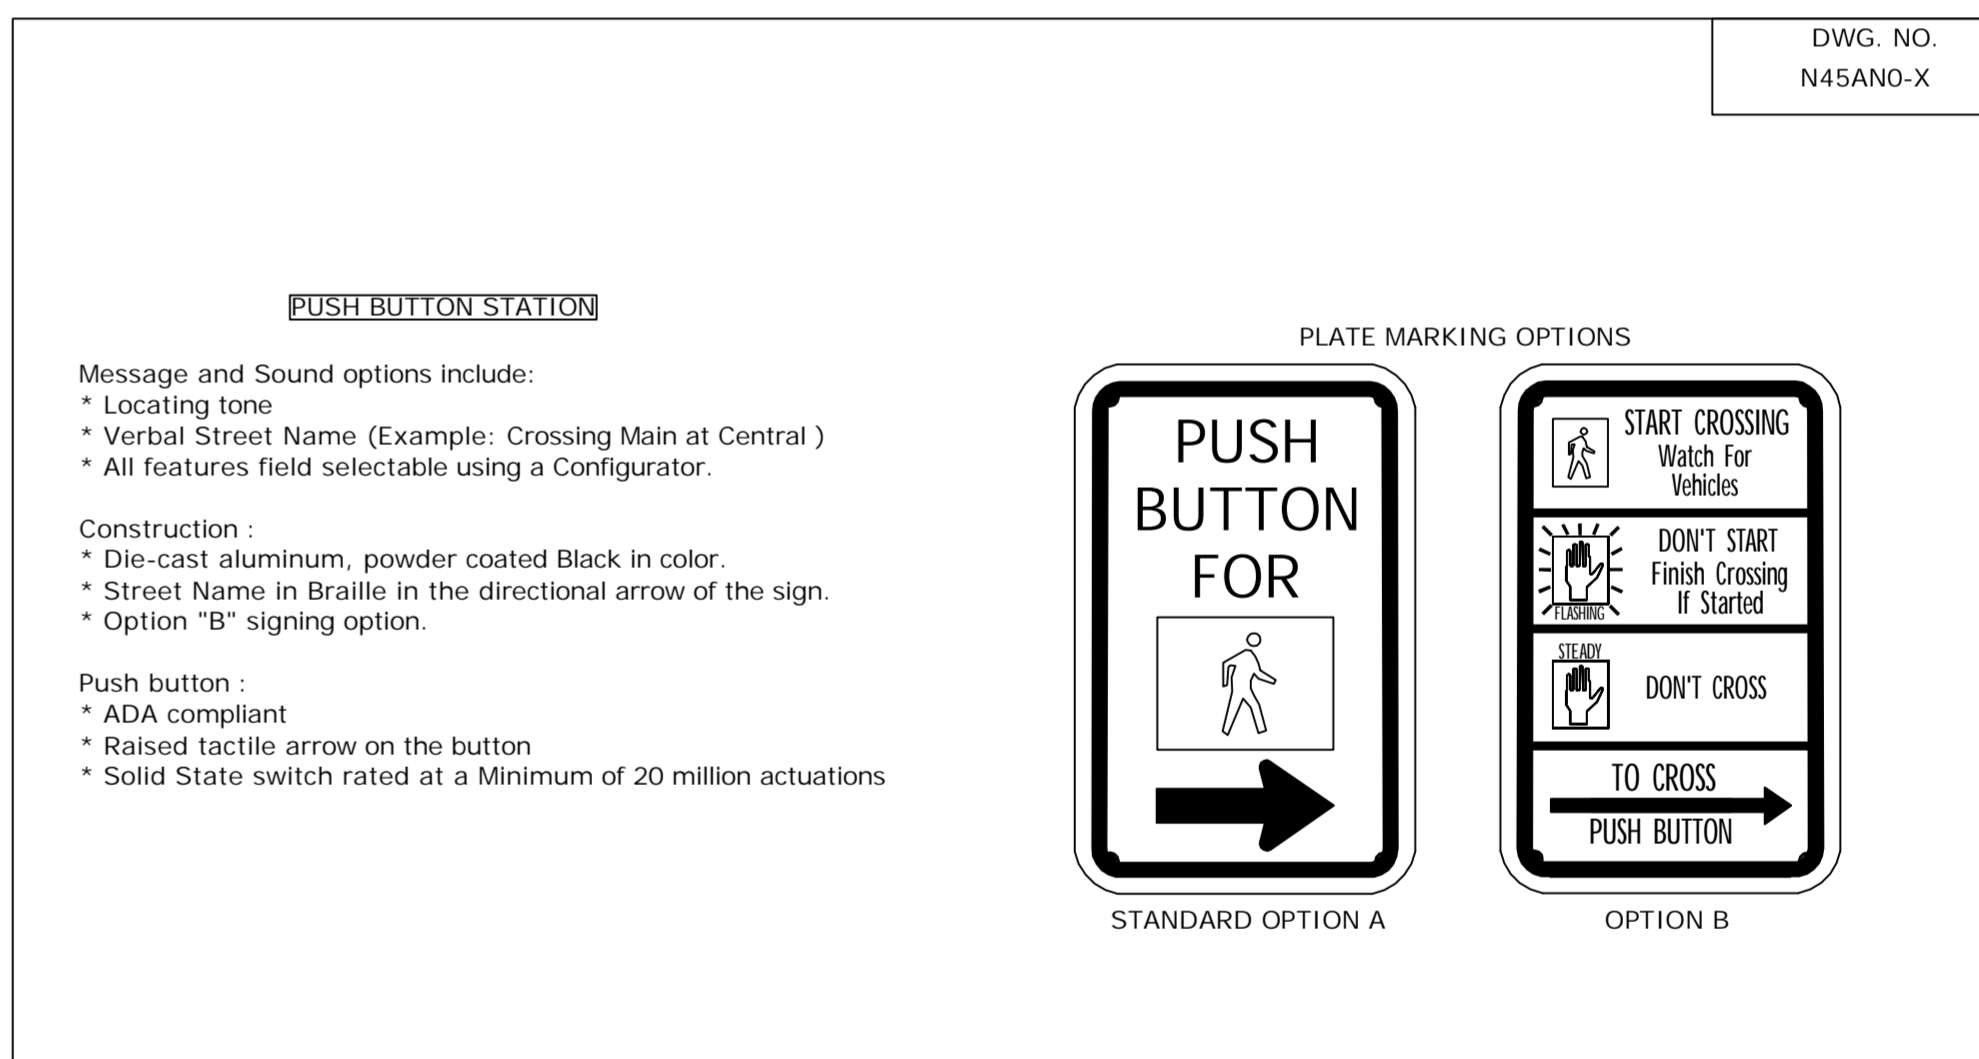 DWG. NO.
N45AN0-X
PUSH BUTTON STATION
Message and Sound options include:
* Locating tone
* Verbal Street Name (Example: Crossing Main at Central )
* All features field selectable using a Configurator.
Construction :
* Die-cast aluminum, powder coated Black in color.
* Street Name in Braille in the directional arrow of the sign.
* Option "B" signing option.
Push button :
* ADA compliant
* Raised tactile arrow on the button
* Solid State switch rated at a Minimum of 20 million actuations
PLATE MARKING OPTIONS
PUSH
BUTTON
FOR
STANDARD OPTION A
START CROSSING
Watch For
Vehicles
DON'T START
Finish Crossing
If Started
FLASHING
STEADY
DON'T CROSS
TO CROSS
PUSH BUTTON
OPTION B